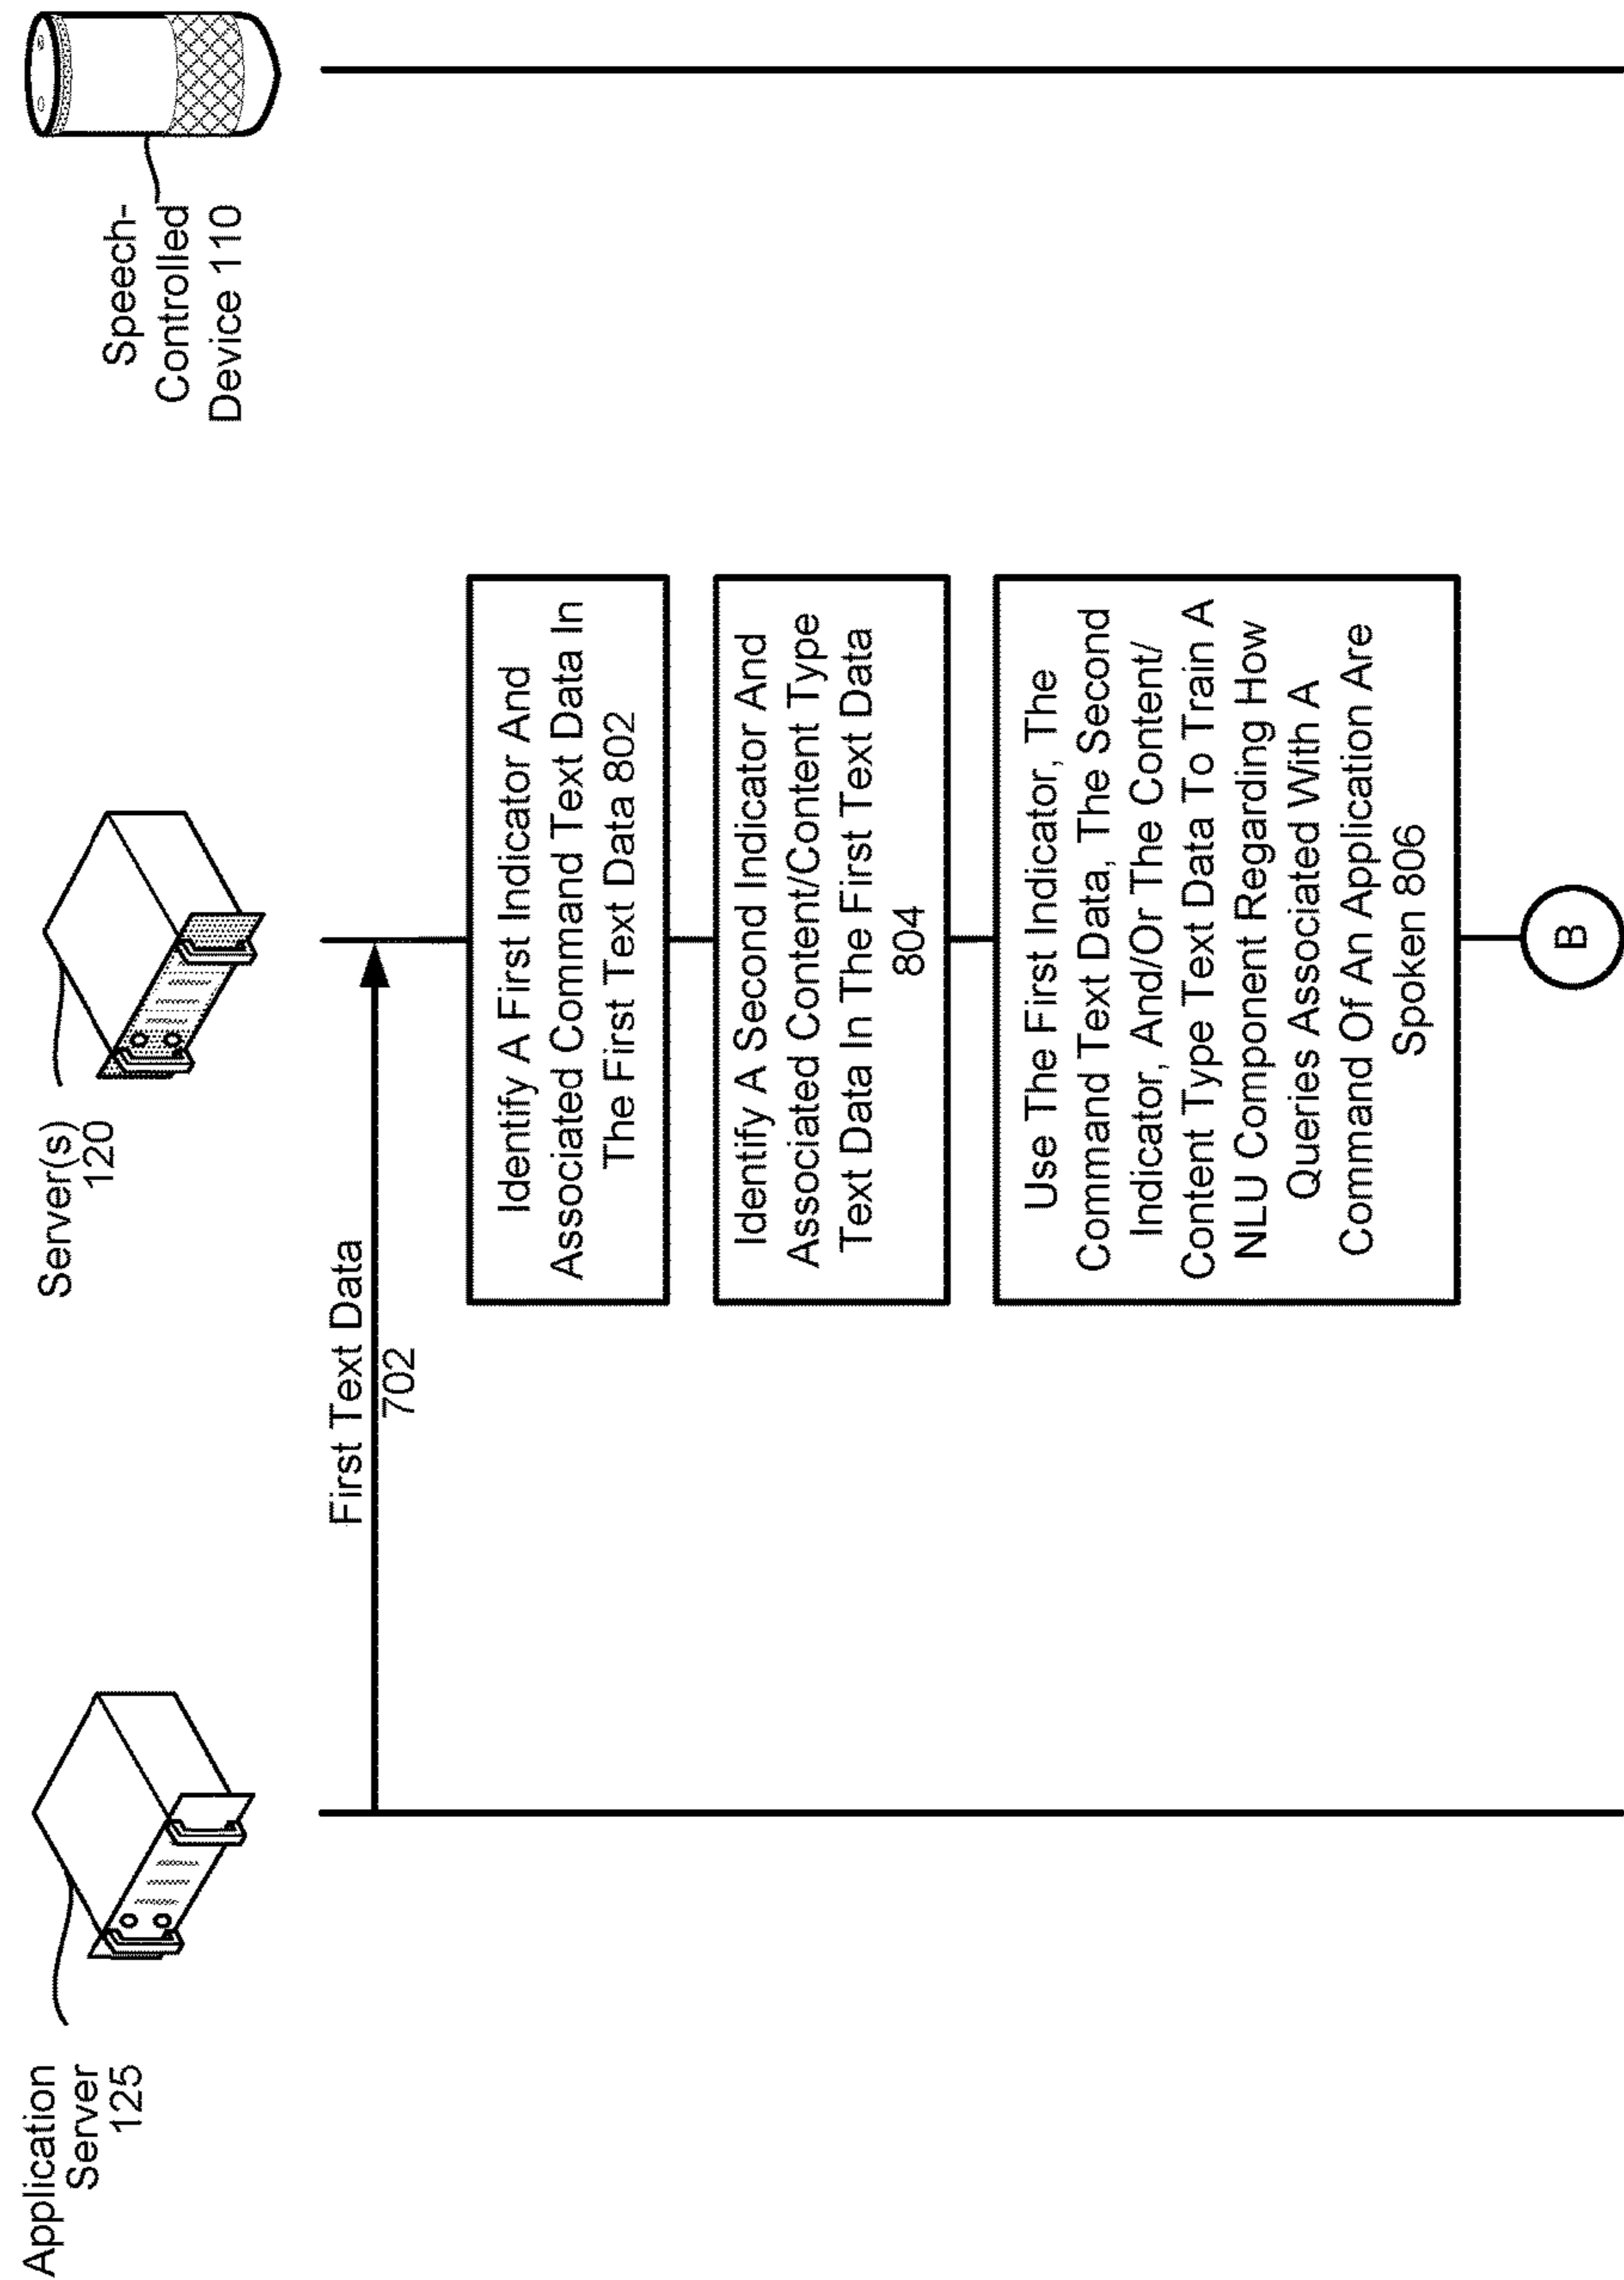 Application
Server
125
Server(s)
120
Speech-
Controlled
Device 110
First Text Data
702
Identify A First Indicator And
Associated Command Text Data In
The First Text Data 802
Identify A Second Indicator And
Associated Content/Content Type
Text Data In The First Text Data
804
Use The First Indicator, The
Command Text Data, The Second
Indicator, And/Or The Content/
Content Type Text Data To Train A
NLU Component Regarding How
Queries Associated With A
Command Of An Application Are
Spoken 806
B